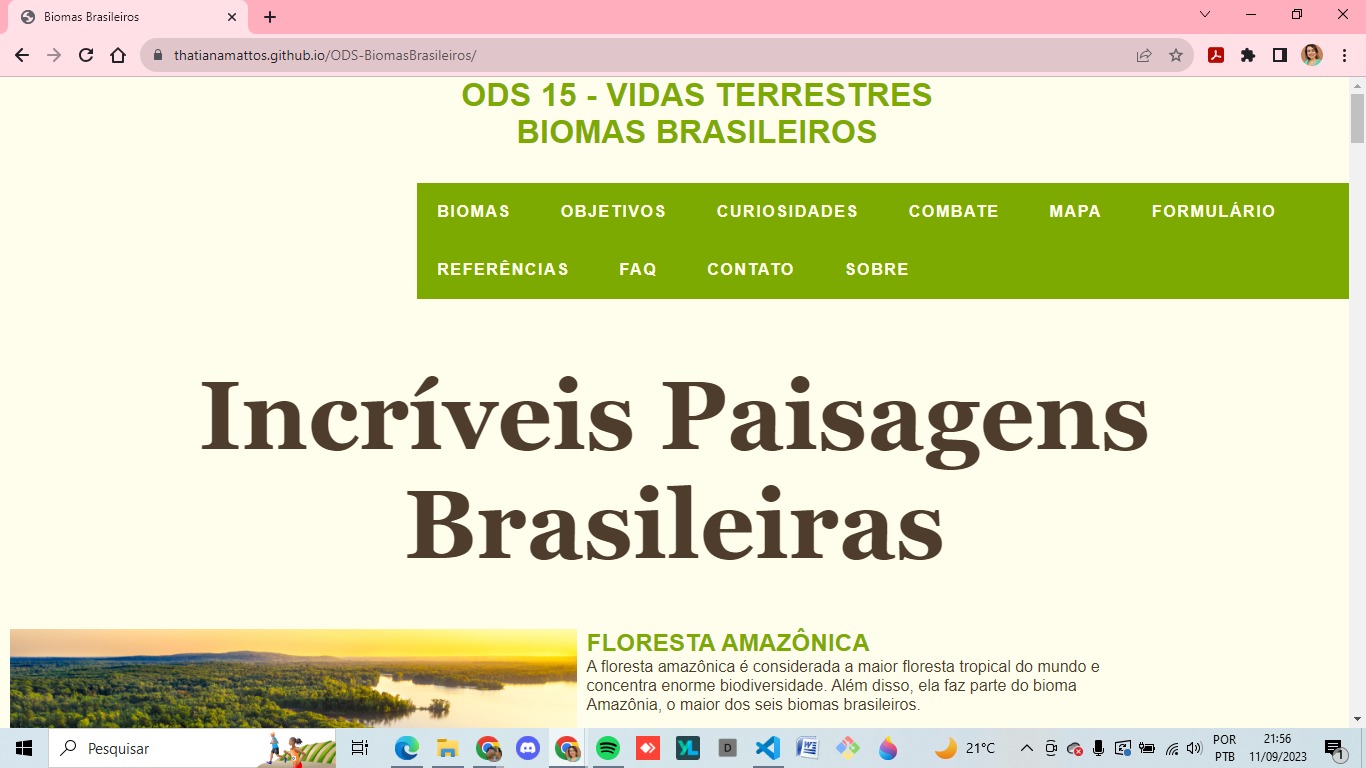 Biomas Brasileiros
thatianamattos.github.io/ODS-BiomasBrasileiros/
ODS 15 - VIDAS TERRESTRES
BIOMAS BRASILEIROS
BIOMAS OBJETIVOS CURIOSIDADES COMBATE MAPA FORMULÁRIO
REFERÊNCIAS FAQ CONTATO SOBRE
Incríveis Paisagens
Brasileiras
FLORESTA AMAZÔNICA
A floresta amazônica é considerada a maior floresta tropical do mundo e
concentra enorme biodiversidade. Além disso, ela faz parte do bioma
Amazônia, o maior dos seis biomas brasileiros.
Pesquisar
YL
D
W
21°C
POR
PTB
21:56
11/09/2023
1